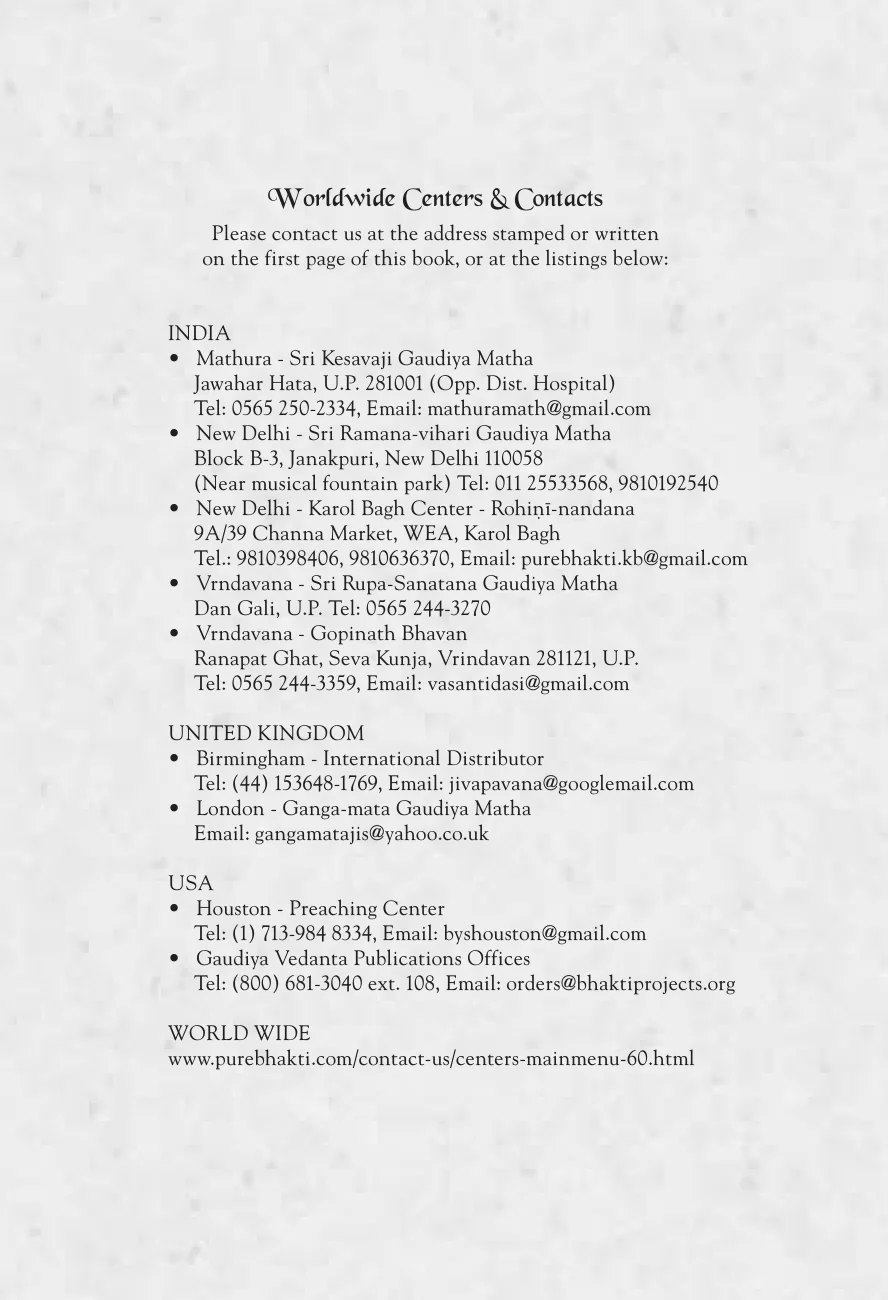 Worldwide Centers & Contacts
Please contact us at the address stamped or written
on the first page of this book, or at the listings below:
INDIA
• Mathura - Sri Kesavaji Gaudiya Matha
Jawahar Hata, U.P. 281001 (Opp. Dist. Hospital)
Tel: 0565 250-2334, Email: mathuramath@gmail.com
• New Delhi - Sri Ramana-vihari Gaudiya Matha
Block B-3, Janakpuri, New Delhi 110058
(Near musical fountain park) Tel: 011 25533568, 9810192540
• New Delhi - Karol Bagh Center - Rohiṇī-nandana
9A/39 Channa Market, WEA, Karol Bagh
Tel.: 9810398406, 9810636370, Email: purebhakti.kb@gmail.com
• Vrndavana - Sri Rupa-Sanatana Gaudiya Matha
Dan Gali, U.P. Tel: 0565 244-3270
• Vrndavana - Gopinath Bhavan
Ranapat Ghat, Seva Kunja, Vrindavan 281121, U.P.
Tel: 0565 244-3359, Email: vasantidasi@gmail.com
UNITED KINGDOM
• Birmingham - International Distributor
Tel: (44) 153648-1769, Email: jivapavana@googlemail.com
• London - Ganga-mata Gaudiya Matha
Email: gangamatajis@yahoo.co.uk
USA
• Houston - Preaching Center
Tel: (1) 713-984 8334, Email: byshouston@gmail.com
• Gaudiya Vedanta Publications Offices
Tel: (800) 681-3040 ext. 108, Email: orders@bhaktiprojects.org
WORLD WIDE
www.purebhakti.com/contact-us/centers-mainmenu-60.html